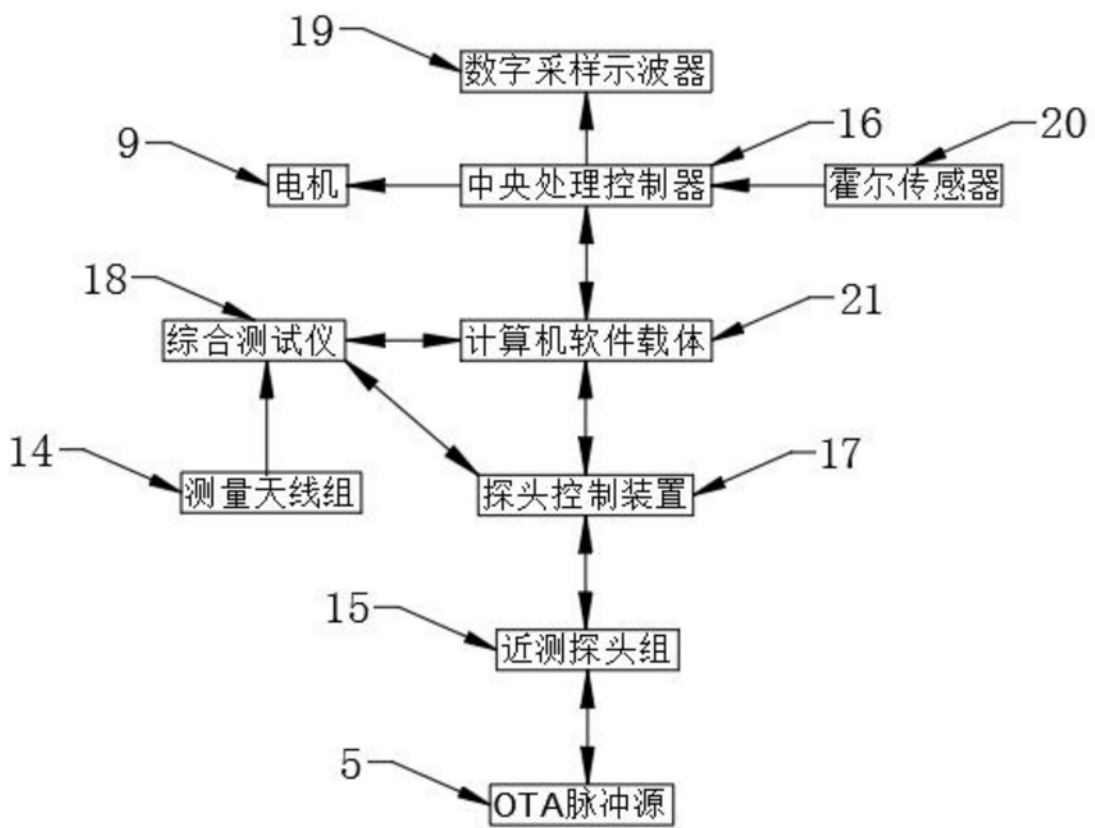 19
数字采样示波器
9
16
20
电机
中央处理控制器
霍尔传感器
18
21
综合测试仪
计算机软件载体
14
17
测量天线组
探头控制装置
15
近测探头组
5
OTA脉冲源